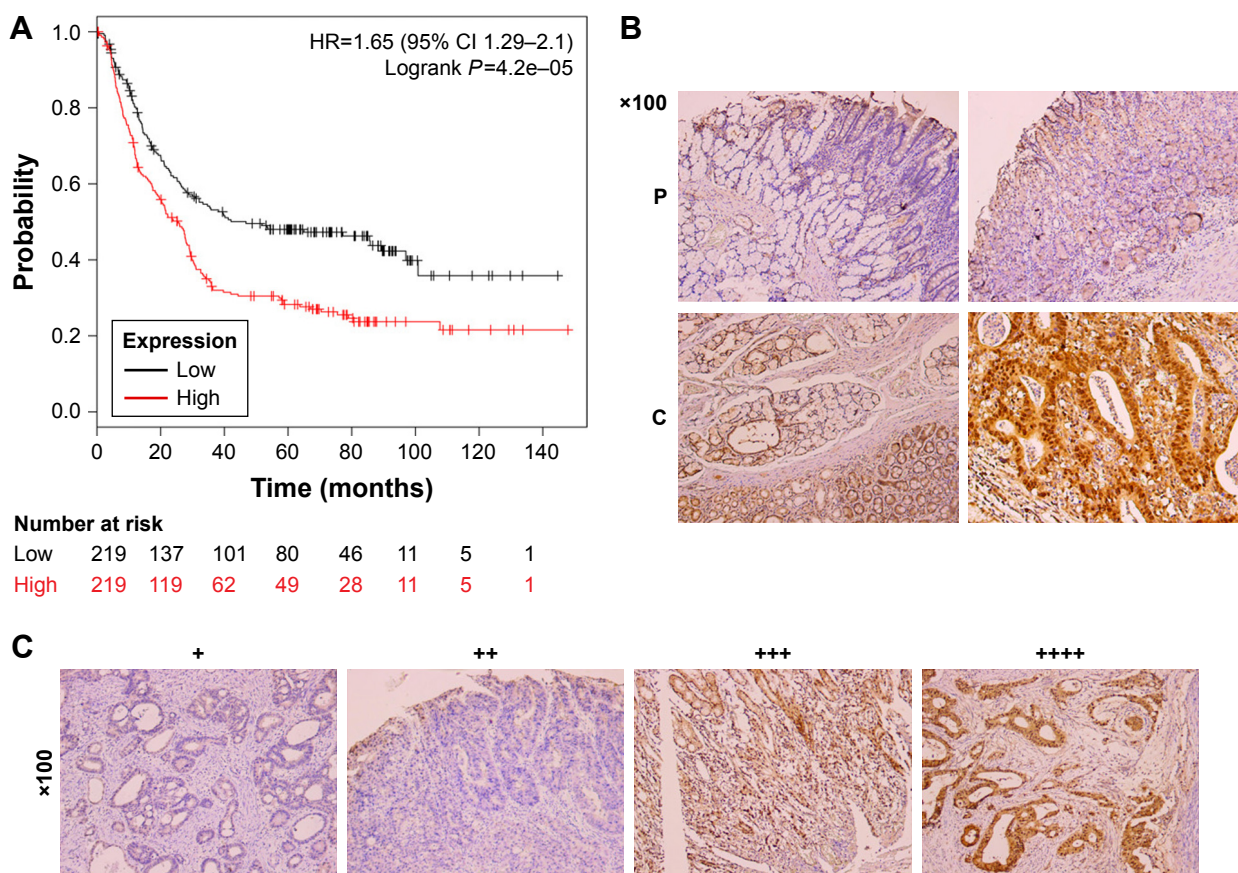 A
HR=1.65 (95% CI 1.29–2.1)
Logrank P=4.2e–05
Probability
1.0
0.8
0.6
0.4
0.2
0.0
Expression
Low
High
0 20 40 60 80 100 120 140
Time (months)
Number at risk
Low 219 137 101 80 46 11 5 1
High 219 119 62 49 28 11 5 1
B
×100
P
C
C
+ ++ +++ ++++
×100